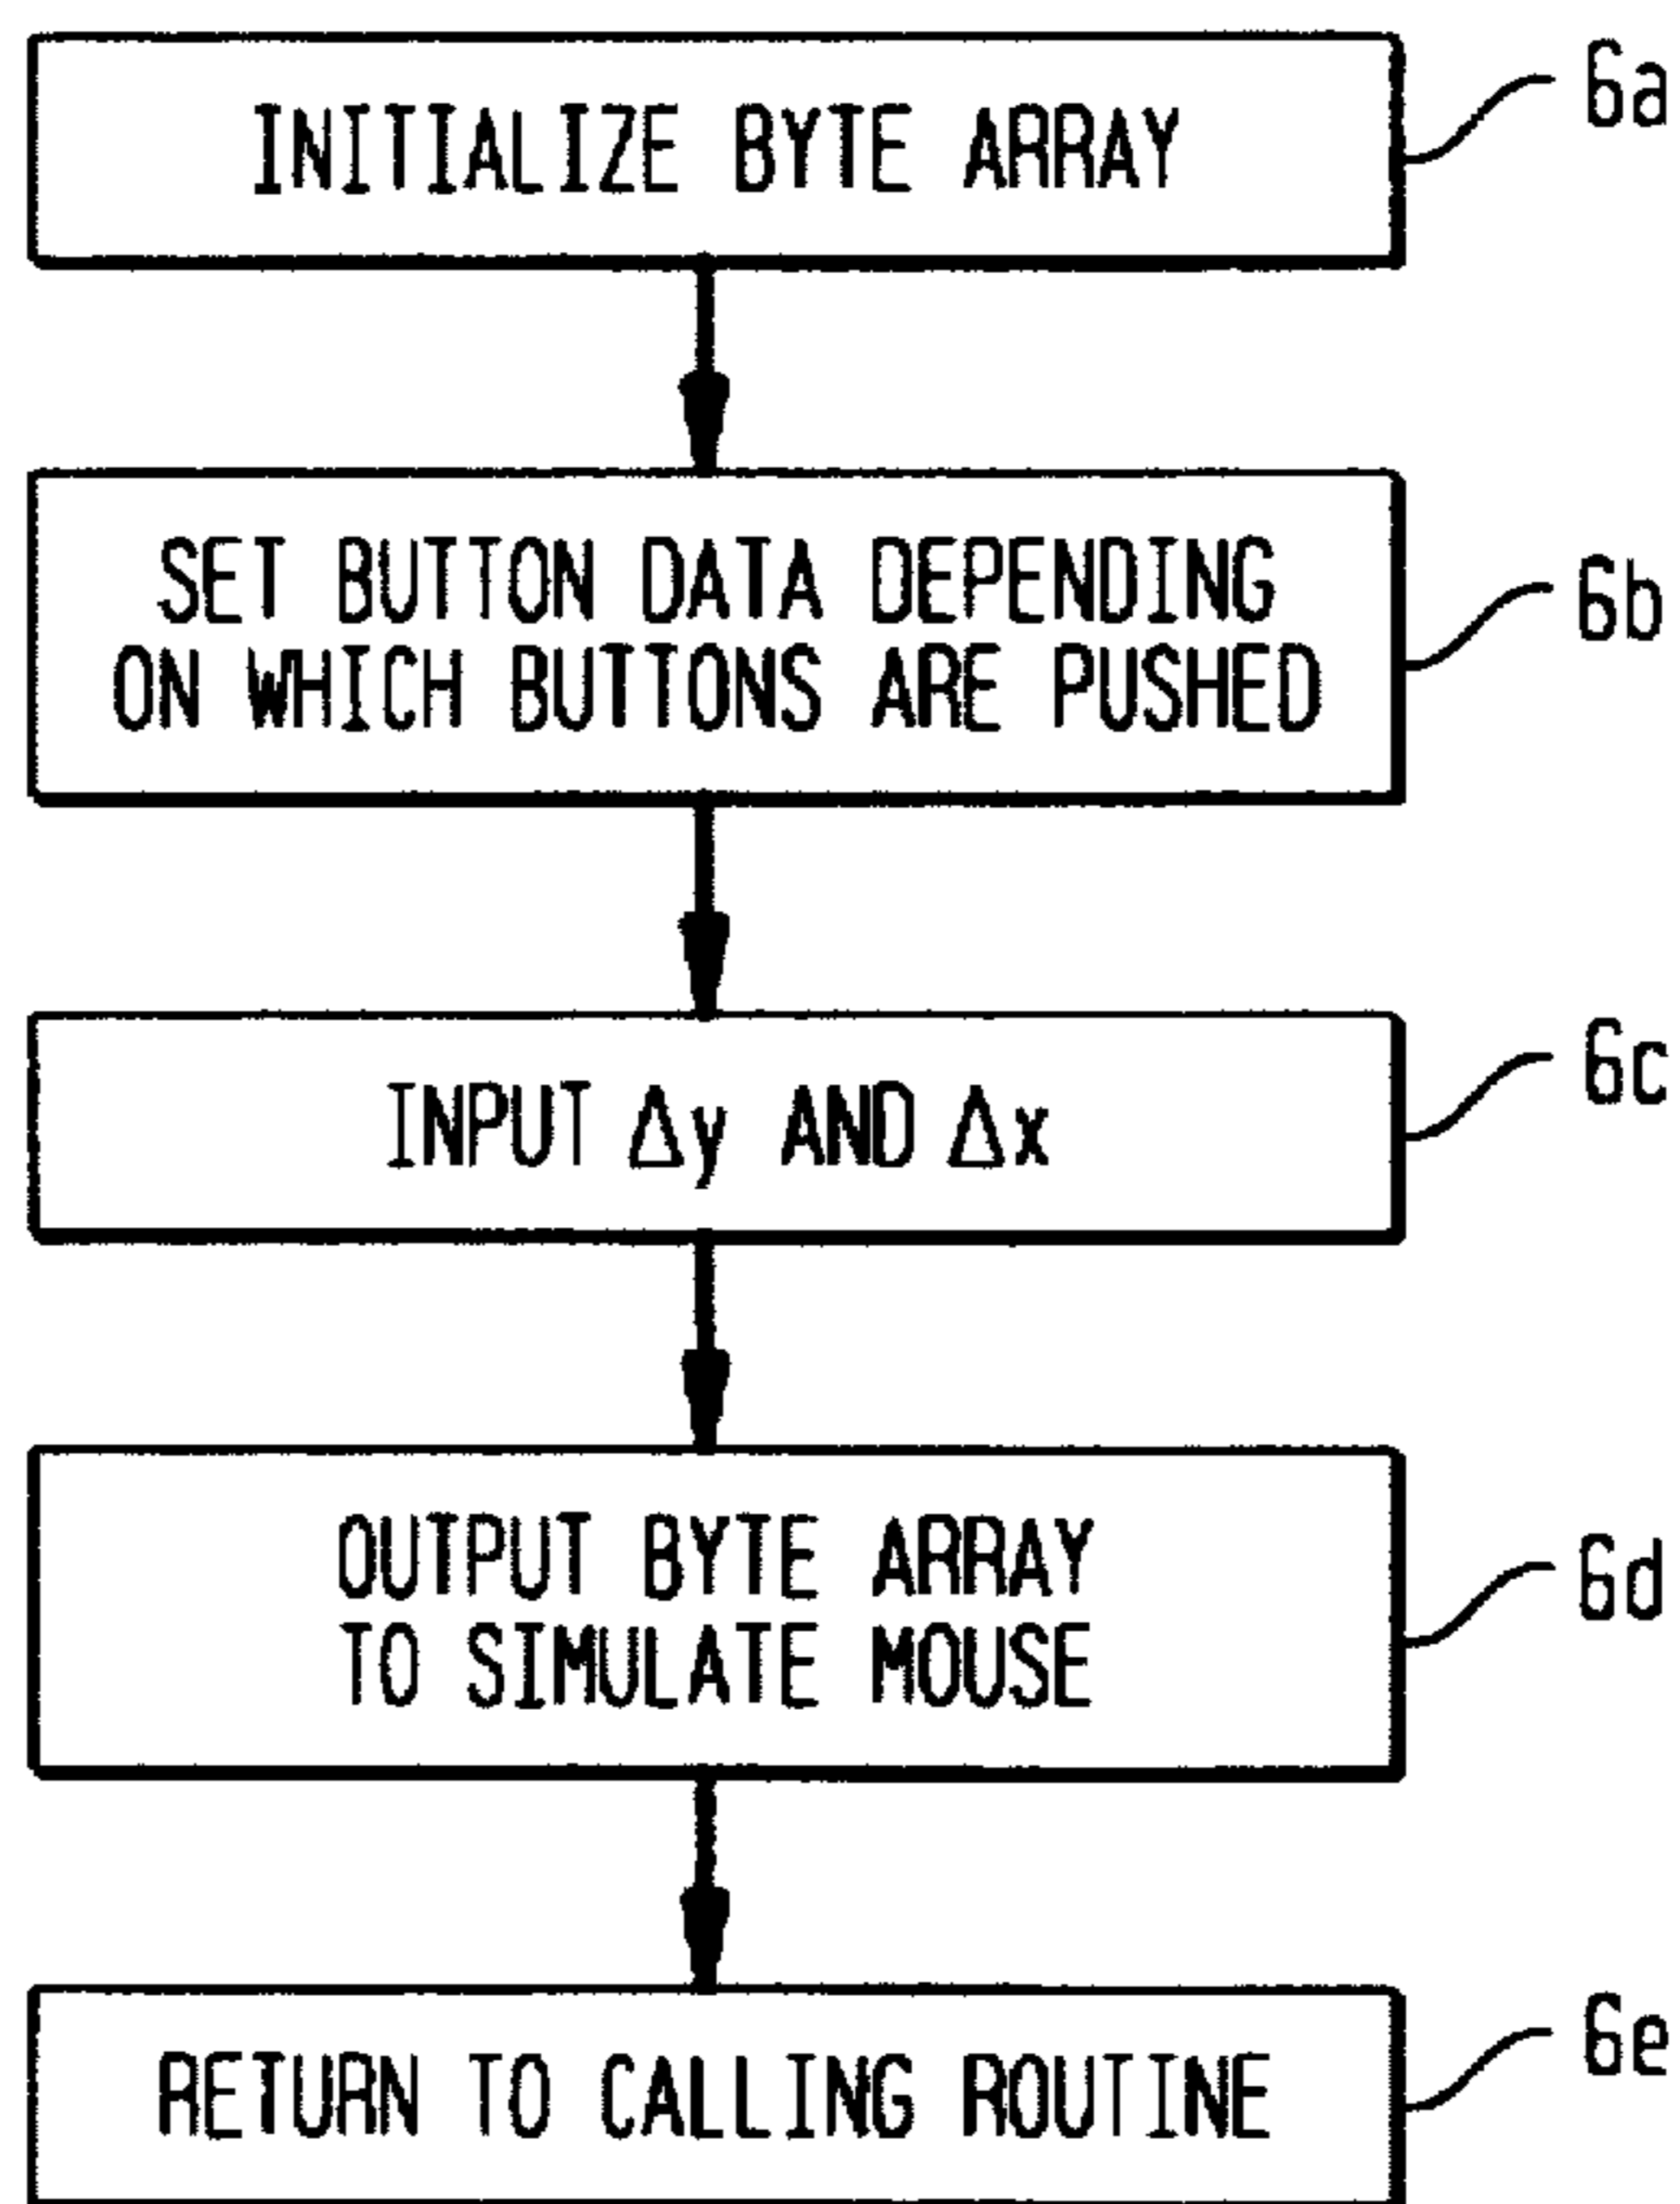 INITIALIZE BYTE ARRAY
6a
SET BUTTON DATA DEPENDING
ON WHICH BUTTONS ARE PUSHED
6b
INPUT Δy AND Δx
6c
OUTPUT BYTE ARRAY
TO SIMULATE MOUSE
6d
RETURN TO CALLING ROUTINE
6e